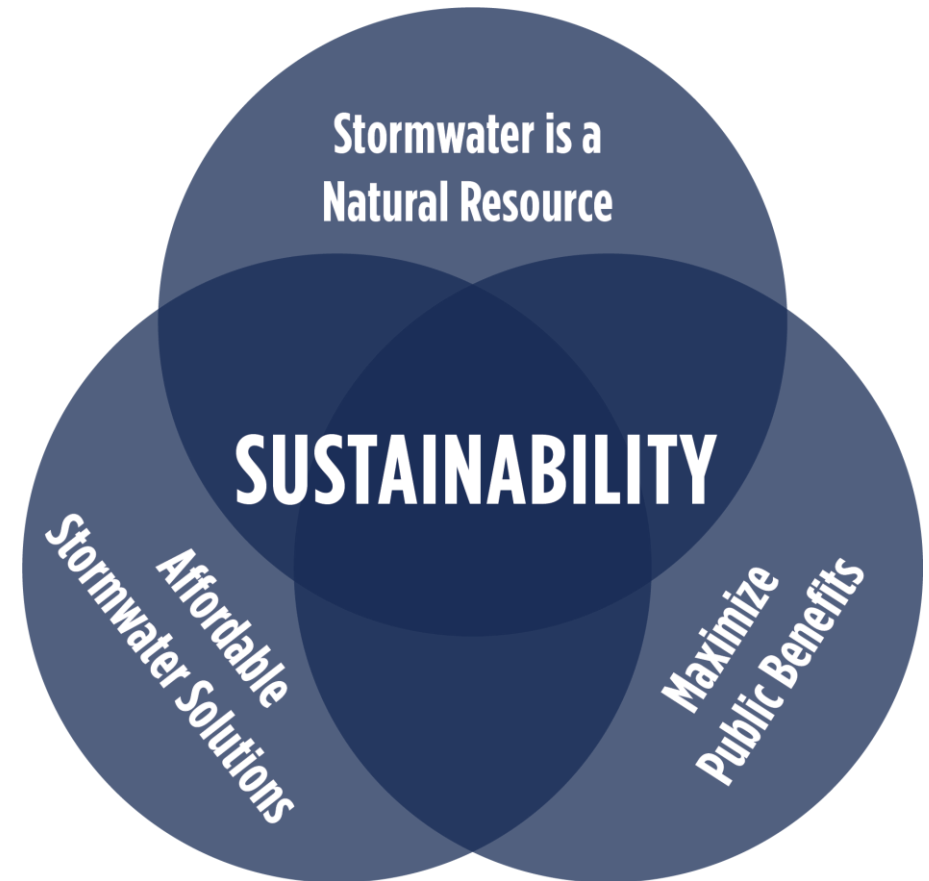 Stormwater is a
Natural Resource
SUSTAINABILITY
Affordable
Stormwater Solutions
Maximize
Public Benefits